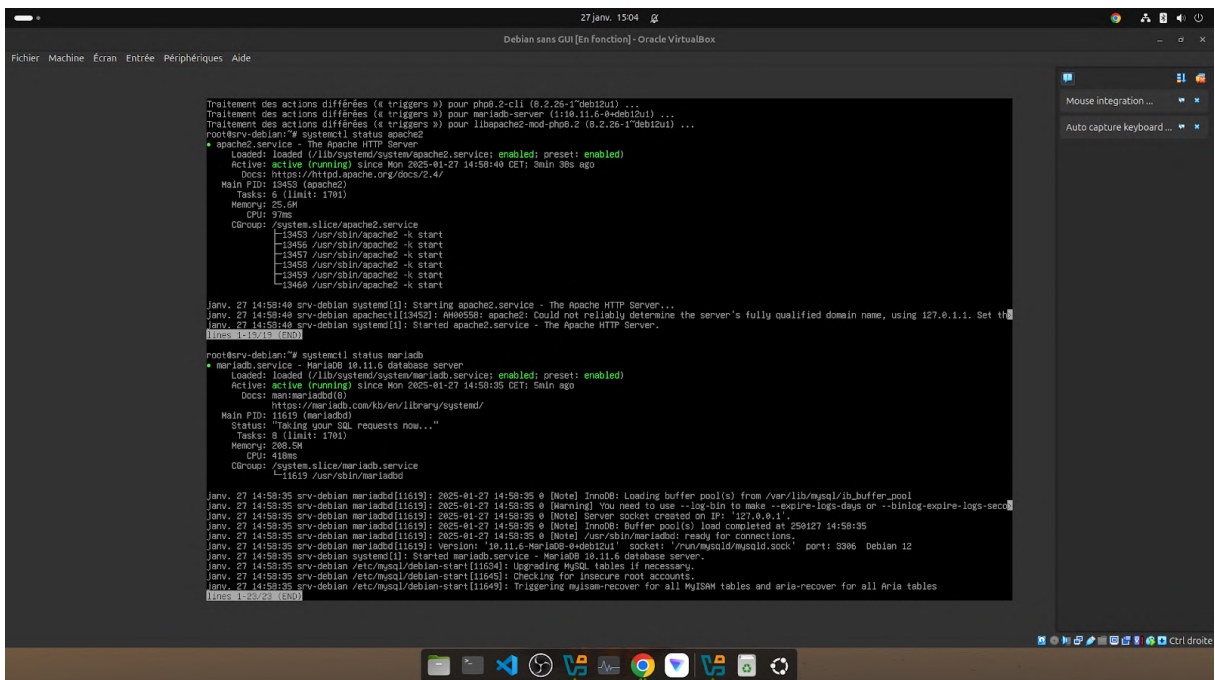 27 janv. 15:04
Debian sans GUI [En fonction] - Oracle VirtualBox
Fichier Machine Écran Entrée Périphériques Aide
Mouse integration ...
Auto capture keyboard ...
Traitement des actions différées (« triggers ») pour php8.2-cli (8.2.26-1~deb12u1) ...
Traitement des actions différées (« triggers ») pour mariadb-server (1:10.11.6-0+deb12u1) ...
Traitement des actions différées (« triggers ») pour libapache2-mod-php8.2 (8.2.26-1~deb12u1) ...
root@srv-debian:~# systemctl status apache2
● apache2.service - The Apache HTTP Server
Loaded: loaded (/lib/systemd/system/apache2.service; enabled; preset: enabled)
Active: active (running) since Mon 2025-01-27 14:58:40 CET; 3min 38s ago
Docs: https://httpd.apache.org/docs/2.4/
Main PID: 13453 (apache2)
Tasks: 6 (limit: 1701)
Memory: 25.6M
CPU: 97ms
CGroup: /system.slice/apache2.service
├─13453 /usr/sbin/apache2 -k start
├─13456 /usr/sbin/apache2 -k start
├─13457 /usr/sbin/apache2 -k start
├─13458 /usr/sbin/apache2 -k start
├─13459 /usr/sbin/apache2 -k start
└─13460 /usr/sbin/apache2 -k start
janv. 27 14:58:40 srv-debian systemd[1]: Starting apache2.service - The Apache HTTP Server...
janv. 27 14:58:40 srv-debian apachectl[13452]: AH00558: apache2: Could not reliably determine the server's fully qualified domain name, using 127.0.1.1. Set th>
janv. 27 14:58:40 srv-debian systemd[1]: Started apache2.service - The Apache HTTP Server.
lines 1-19/19 (END)
root@srv-debian:~# systemctl status mariadb
● mariadb.service - MariaDB 10.11.6 database server
Loaded: loaded (/lib/systemd/system/mariadb.service; enabled; preset: enabled)
Active: active (running) since Mon 2025-01-27 14:58:35 CET; 5min ago
Docs: man:mariadbd(8)
https://mariadb.com/kb/en/library/systemd/
Main PID: 11619 (mariadbd)
Status: "Taking your SQL requests now..."
Tasks: 8 (limit: 1701)
Memory: 208.5M
CPU: 418ms
CGroup: /system.slice/mariadb.service
└─11619 /usr/sbin/mariadbd
janv. 27 14:58:35 srv-debian mariadbd[11619]: 2025-01-27 14:58:35 0 [Note] InnoDB: Loading buffer pool(s) from /var/lib/mysql/ib_buffer_pool
janv. 27 14:58:35 srv-debian mariadbd[11619]: 2025-01-27 14:58:35 0 [Warning] You need to use --log-bin to make --expire-logs-days or --binlog-expire-logs-seco>
janv. 27 14:58:35 srv-debian mariadbd[11619]: 2025-01-27 14:58:35 0 [Note] Server socket created on IP: '127.0.0.1'.
janv. 27 14:58:35 srv-debian mariadbd[11619]: 2025-01-27 14:58:35 0 [Note] InnoDB: Buffer pool(s) load completed at 250127 14:58:35
janv. 27 14:58:35 srv-debian mariadbd[11619]: 2025-01-27 14:58:35 0 [Note] /usr/sbin/mariadbd: ready for connections.
janv. 27 14:58:35 srv-debian mariadbd[11619]: Version: '10.11.6-MariaDB-0+deb12u1' socket: '/run/mysqld/mysqld.sock' port: 3306 Debian 12
janv. 27 14:58:35 srv-debian systemd[1]: Started mariadb.service - MariaDB 10.11.6 database server.
janv. 27 14:58:35 srv-debian /etc/mysql/debian-start[11634]: Upgrading MySQL tables if necessary.
janv. 27 14:58:35 srv-debian /etc/mysql/debian-start[11645]: Checking for insecure root accounts.
janv. 27 14:58:35 srv-debian /etc/mysql/debian-start[11649]: Triggering myisam-recover for all MyISAM tables and aria-recover for all Aria tables
lines 1-23/23 (END)
Ctrl droite